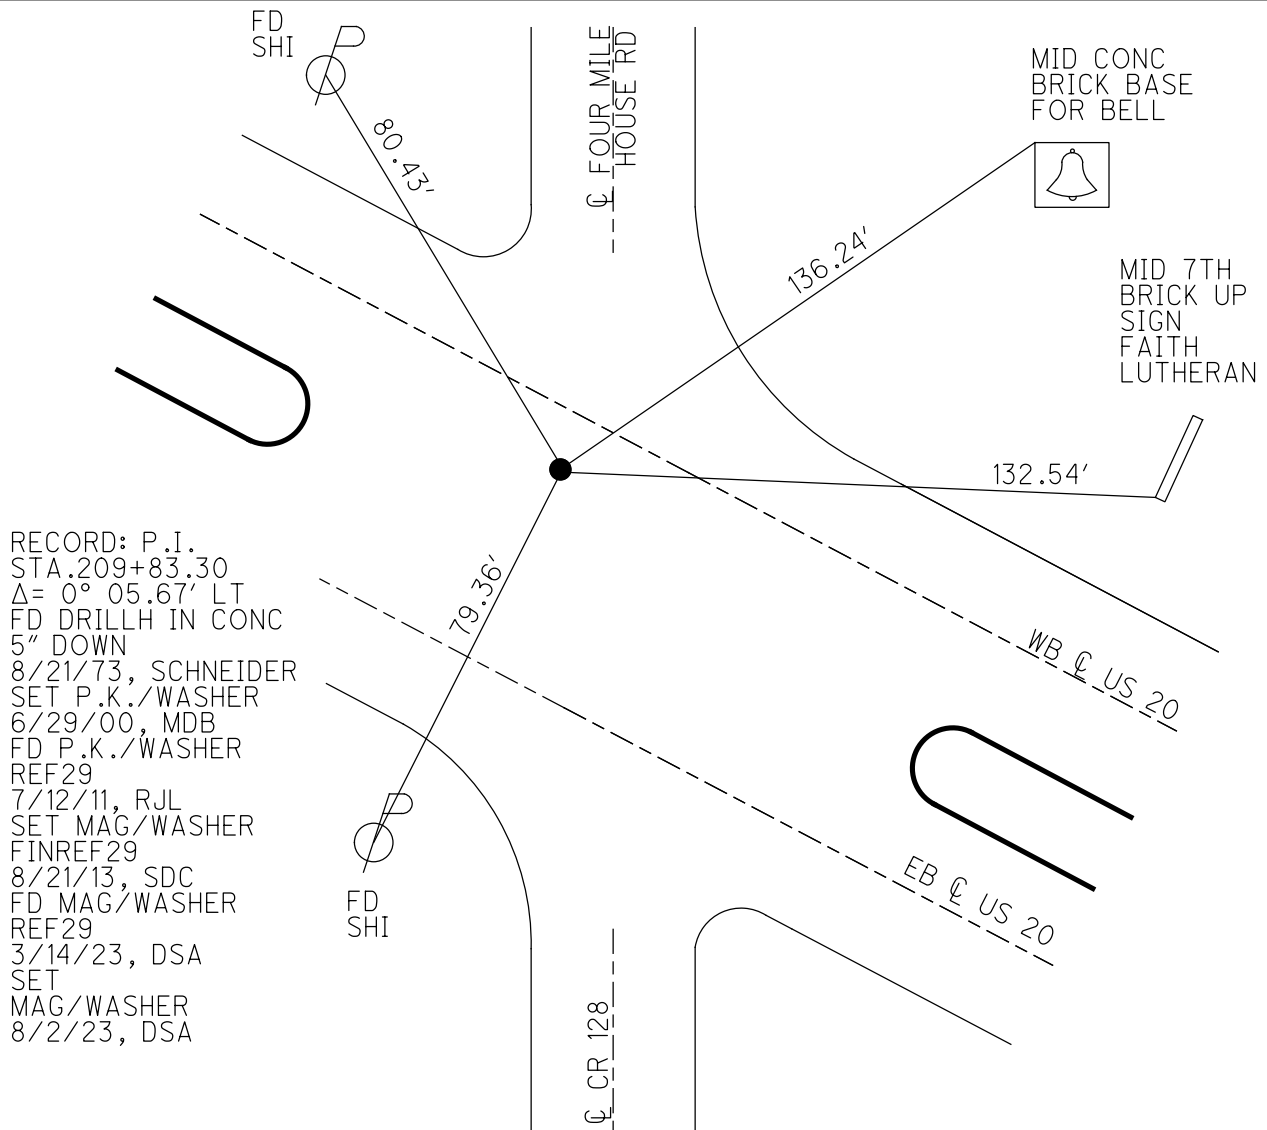 FD
SHI
℄ FOUR MILE
HOUSE RD
MID CONC
BRICK BASE
FOR BELL
80.43'
136.24'
MID 7TH
BRICK UP
SIGN
FAITH
LUTHERAN
132.54'
79.36'
RECORD: P.I.
STA.209+83.30
Δ= 0° 05.67' LT
FD DRILLH IN CONC
5" DOWN
8/21/73, SCHNEIDER
SET P.K./WASHER
6/29/00, MDB
FD P.K./WASHER
REF29
7/12/11, RJL
SET MAG/WASHER
FINREF29
8/21/13, SDC
FD MAG/WASHER
REF29
3/14/23, DSA
SET
MAG/WASHER
8/2/23, DSA
WB ℄ US 20
EB ℄ US 20
FD
SHI
℄ CR 128